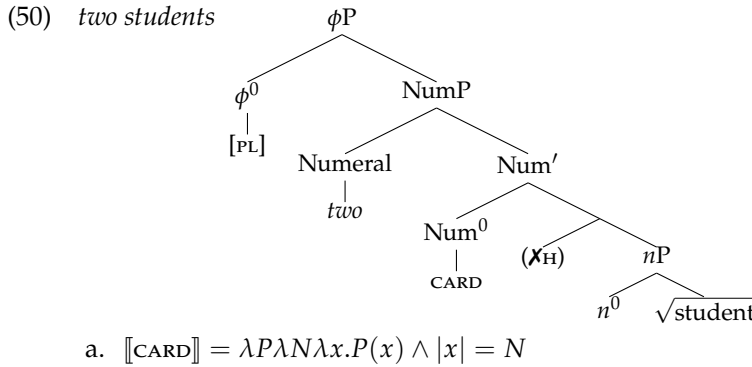 (50) two students
ϕP
ϕ⁰ NumP
[PL] Numeral Num′
two Num⁰ (✗H) nP
CARD n⁰ √student
a. ⟦CARD⟧ = λPλNλx.P(x) ∧ |x| = N